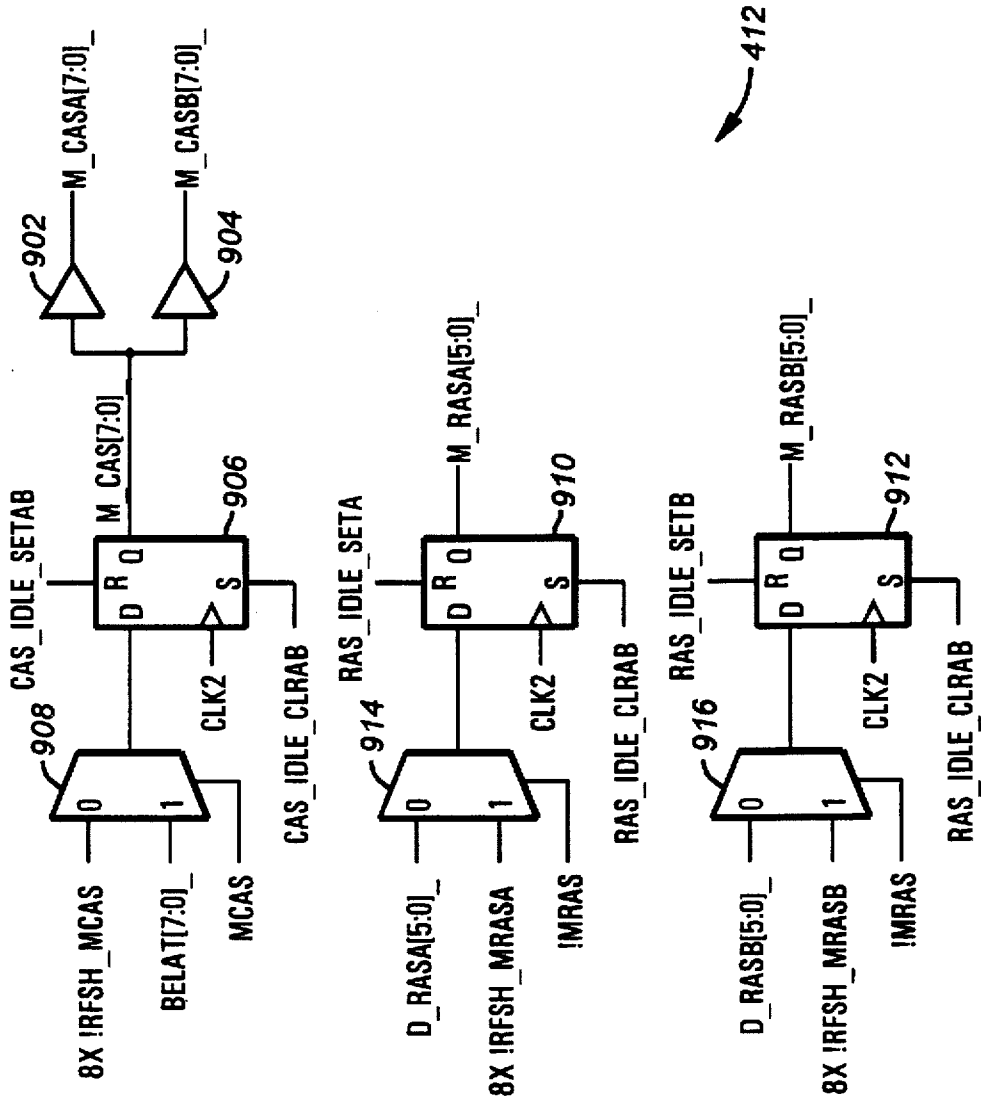 412
8X !RFSH_MCAS
BELAT[7:0]_
MCAS
908
0
1
CAS_IDLE_SETAB
D
R
Q
S
CLK2
CAS_IDLE_CLRAB
906
M_CAS[7:0]_
902
904
M_CASA[7:0]_
M_CASB[7:0]_
D_RASA[5:0]_
8X !RFSH_MRASA
!MRAS
914
0
1
RAS_IDLE_SETA
D
R
Q
S
CLK2
RAS_IDLE_CLRAB
910
M_RASA[5:0]_
D_RASB[5:0]_
8X !RFSH_MRASB
!MRAS
916
0
1
RAS_IDLE_SETB
D
R
Q
S
CLK2
RAS_IDLE_CLRAB
912
M_RASB[5:0]_